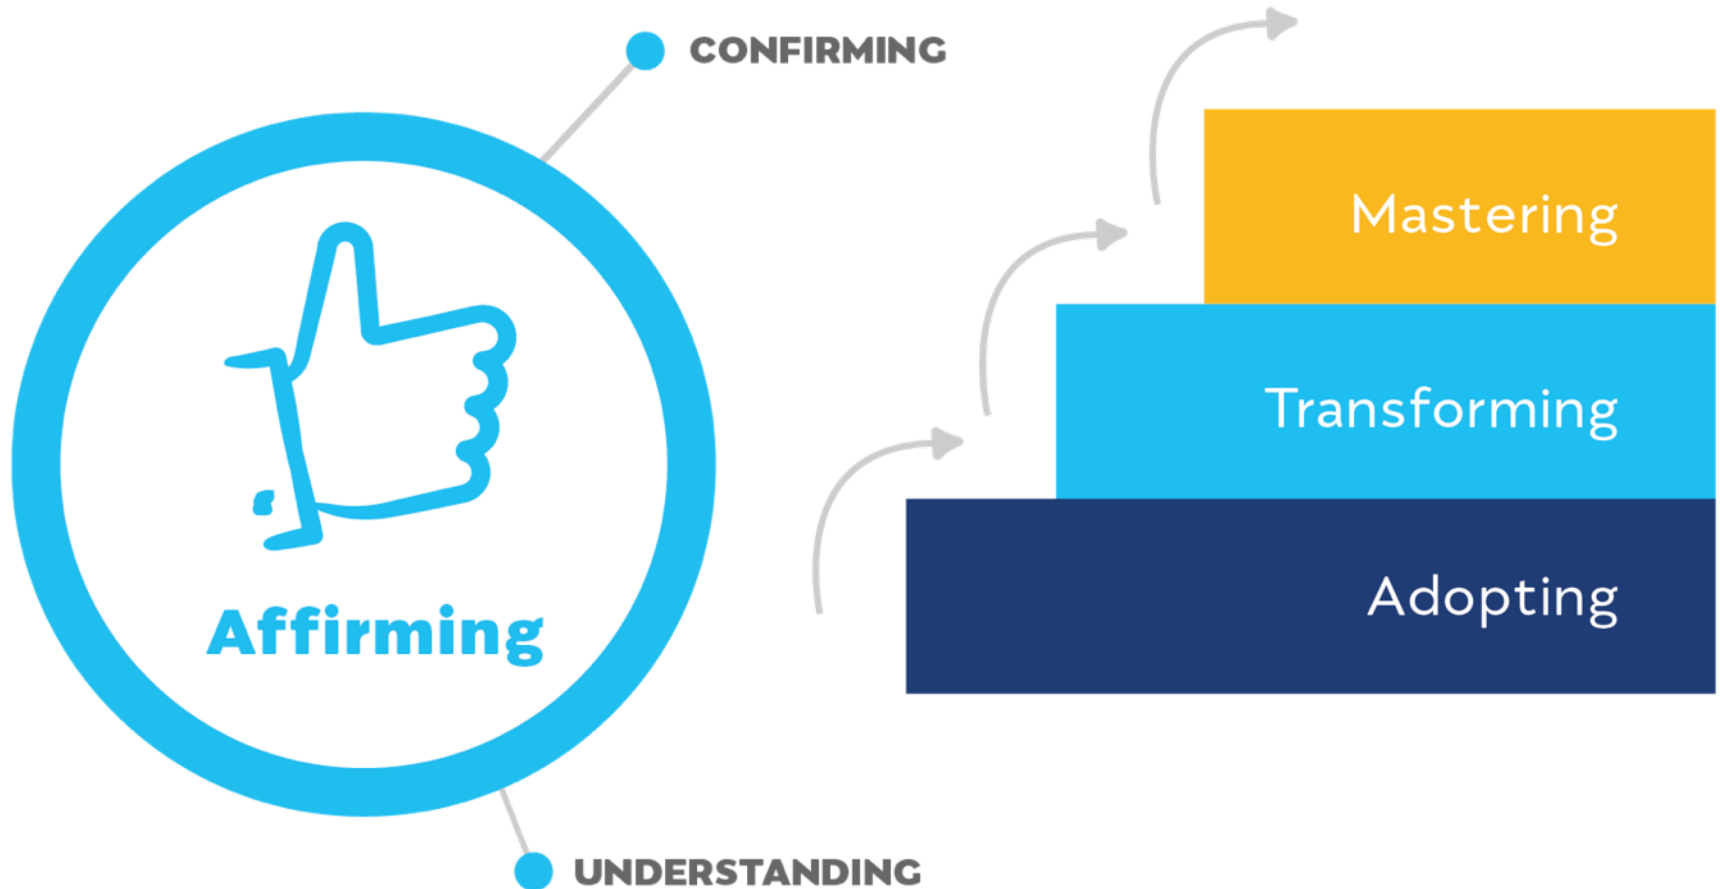 CONFIRMING
Affirming
UNDERSTANDING
Mastering
Transforming
Adopting